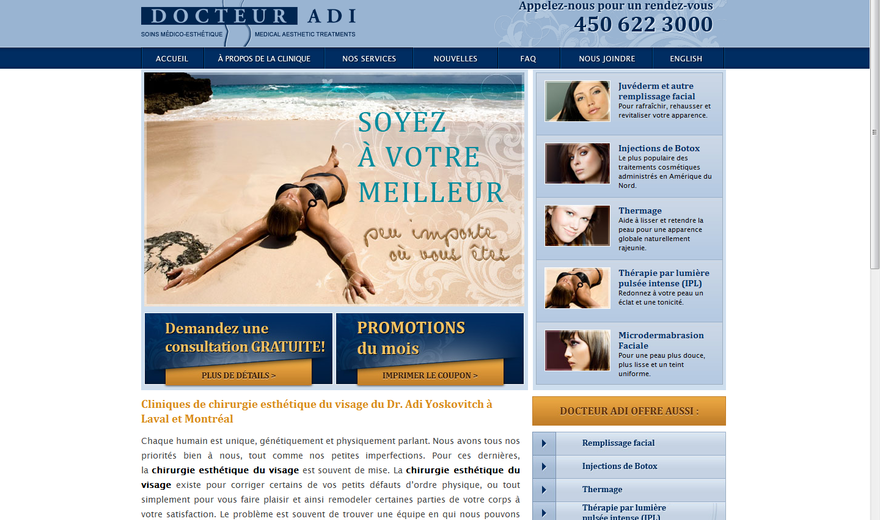 Appelez-nous pour un rendez-vous
DOCTEUR ADI
450 622 3000
SOINS MÉDICO-ESTHÉTIQUE
MEDICAL AESTHETIC TREATMENTS
ACCUEIL
À PROPOS DE LA CLINIQUE
NOS SERVICES
NOUVELLES
FAQ
NOUS JOINDRE
ENGLISH
SOYEZ
À VOTRE
MEILLEUR
peu importe
où vous êtes
Juvéderm et autre
remplissage facial
Pour rafraîchir, rehausser et
revitaliser votre apparence.
Injections de Botox
Le plus populaire des
traitements cosmétiques
administrés en Amérique du
Nord.
Thermage
Aide à lisser et retendre la
peau pour une apparence
globale naturellement
rajeunie.
Thérapie par lumière
pulsée intense (IPL)
Redonnez à votre peau un
éclat et une tonicité.
Microdermabrasion
Faciale
Pour une peau plus douce,
plus lisse et un teint
uniforme.
Demandez une
consultation GRATUITE!
PLUS DE DÉTAILS >
PROMOTIONS
du mois
IMPRIMER LE COUPON >
Cliniques de chirurgie esthétique du visage du Dr. Adi Yoskovitch à
Laval et Montréal
Chaque humain est unique, génétiquement et physiquement parlant. Nous avons tous nos
priorités bien à nous, tout comme nos petites imperfections. Pour ces dernières,
la chirurgie esthétique du visage est souvent de mise. La chirurgie esthétique du
visage existe pour corriger certains de vos petits défauts d'ordre physique, ou tout
simplement pour vous faire plaisir et ainsi remodeler certaines parties de votre corps à
votre satisfaction. Le problème est souvent de trouver une équipe en qui nous pouvons
DOCTEUR ADI OFFRE AUSSI :
Remplissage facial
Injections de Botox
Thermage
Thérapie par lumière
pulsée intense (IPL)